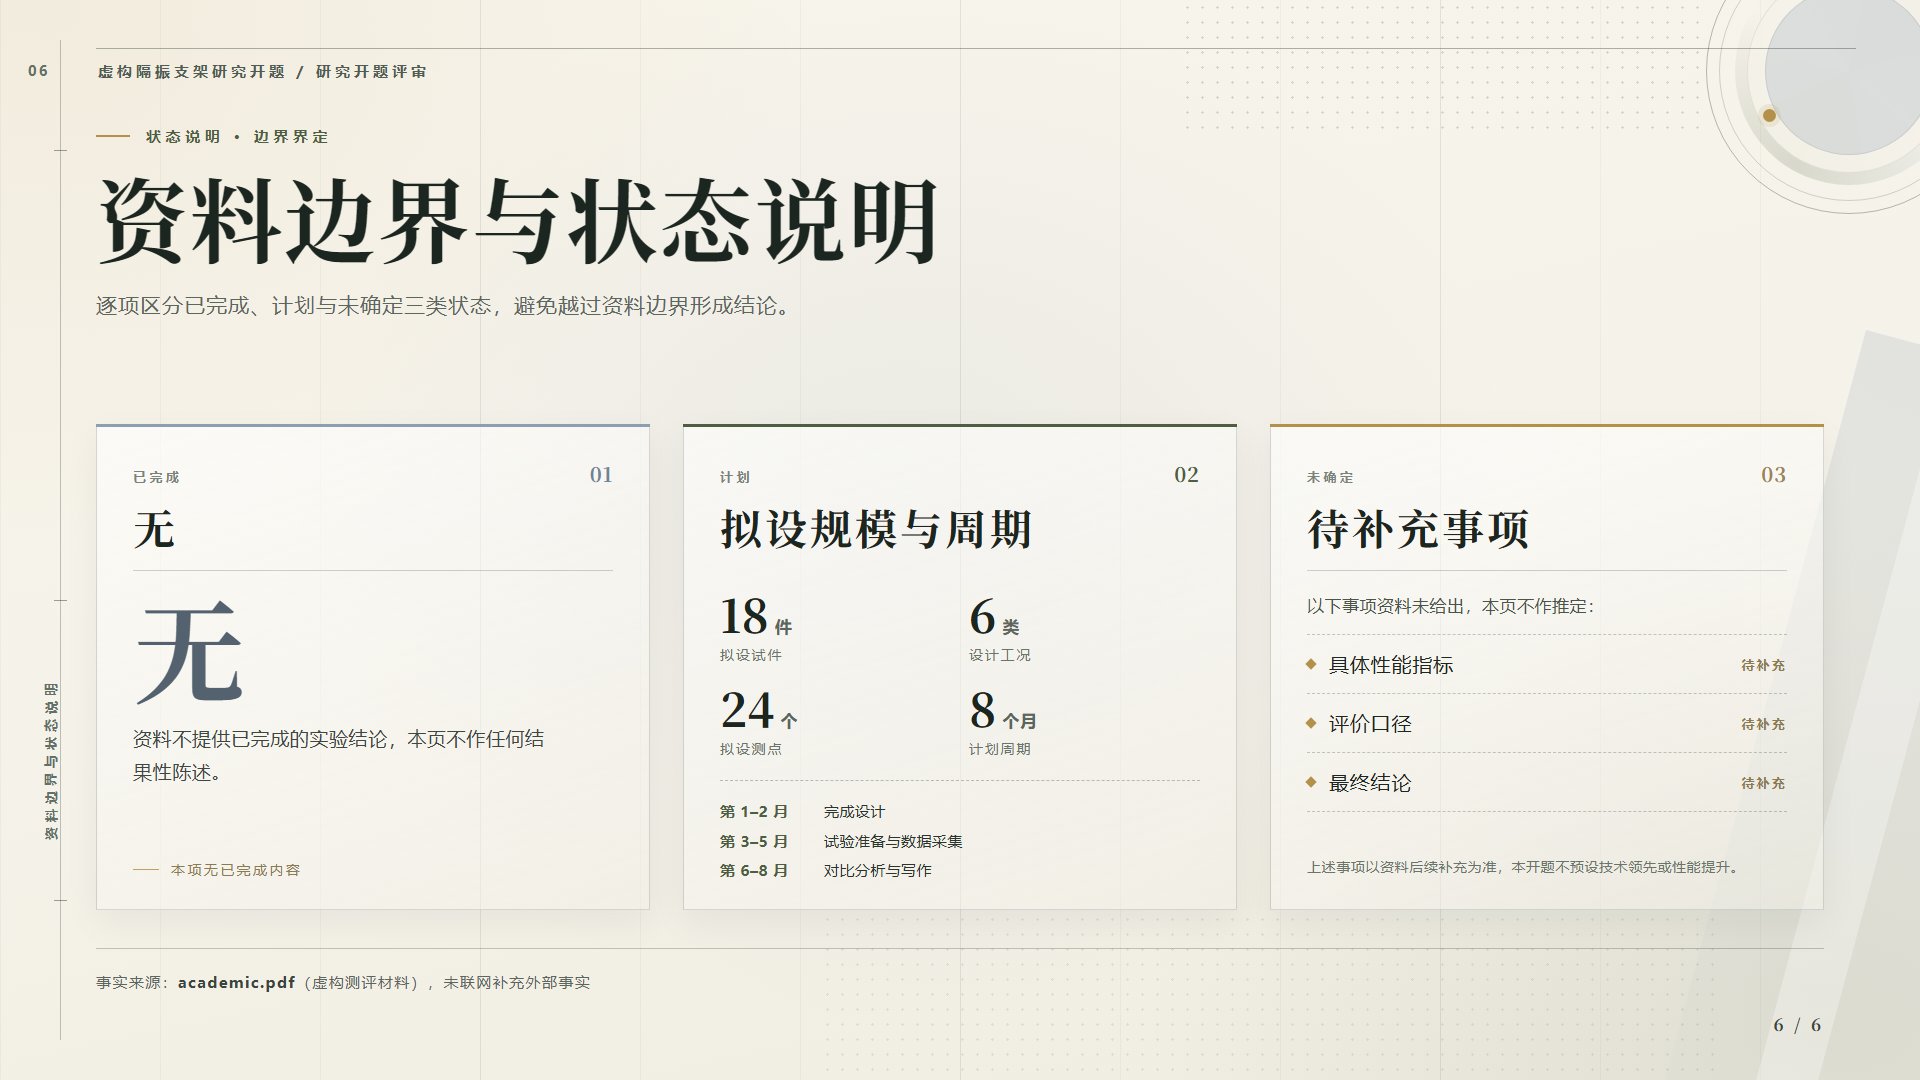 06
虚构隔振支架研究开题 / 研究开题评审
状态说明 • 边界界定
资料边界与状态说明
逐项区分已完成、计划与未确定三类状态，避免越过资料边界形成结论。
资料边界与状态说明
已完成
01
无
无
资料不提供已完成的实验结论，本页不作任何结
果性陈述。
本项无已完成内容
计划
02
拟设规模与周期
18 件
拟设试件
6 类
设计工况
24 个
拟设测点
8 个月
计划周期
第 1–2 月 完成设计
第 3–5 月 试验准备与数据采集
第 6–8 月 对比分析与写作
未确定
03
待补充事项
以下事项资料未给出，本页不作推定：
具体性能指标 待补充
评价口径 待补充
最终结论 待补充
上述事项以资料后续补充为准，本开题不预设技术领先或性能提升。
事实来源：academic.pdf（虚构测评材料），未联网补充外部事实
6 / 6